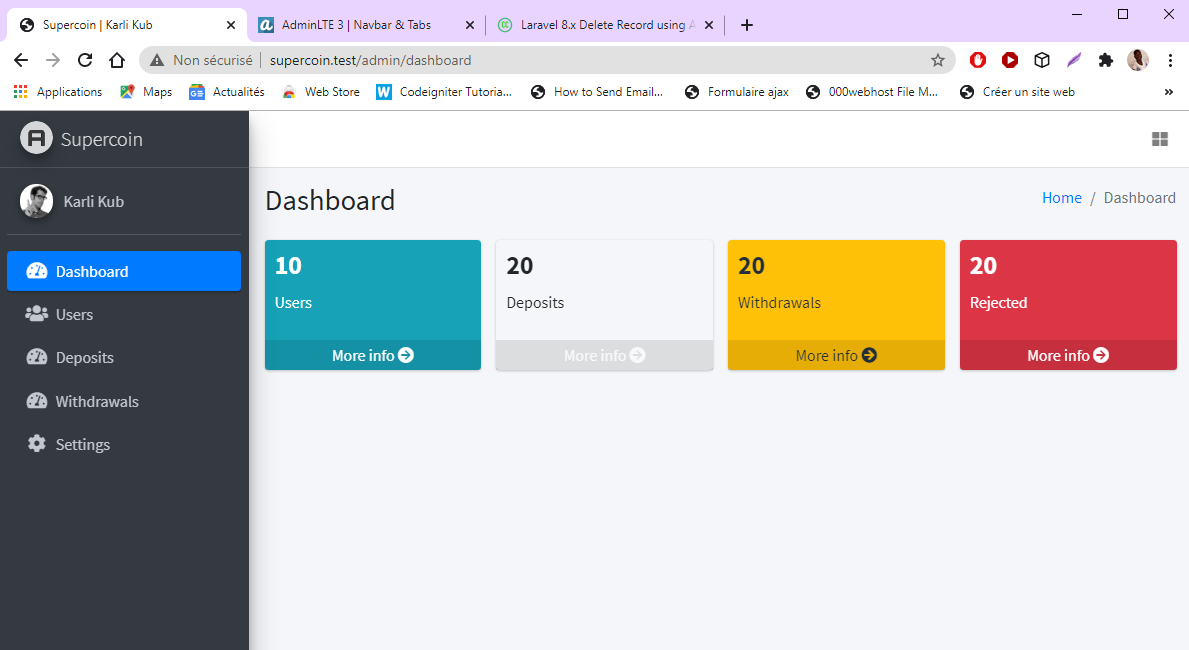 Supercoin | Karli Kub
AdminLTE 3 | Navbar & Tabs
Laravel 8.x Delete Record using A
Non sécurisé | supercoin.test/admin/dashboard
Applications
Maps
Actualités
Web Store
Codeigniter Tutoria...
How to Send Email...
Formulaire ajax
000webhost File M...
Créer un site web
»
Supercoin
Karli Kub
Dashboard
Users
Deposits
Withdrawals
Settings
Dashboard
Home / Dashboard
10
Users
More info
20
Deposits
More info
20
Withdrawals
More info
20
Rejected
More info